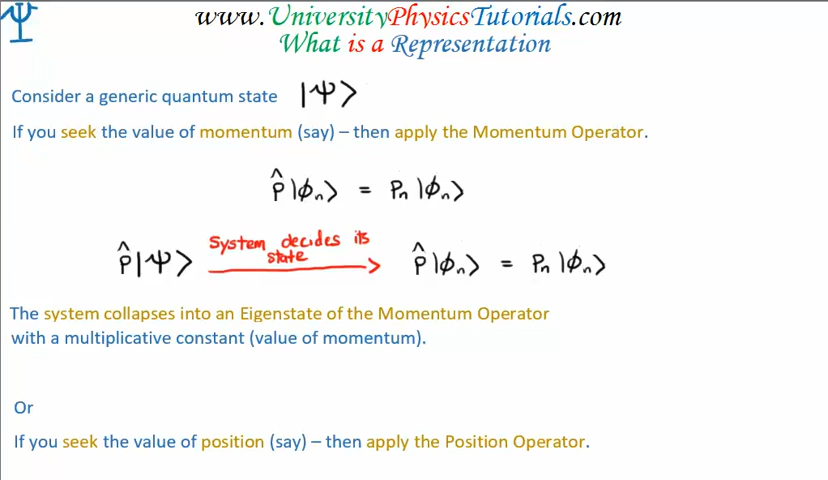 www.UniversityPhysicsTutorials.com
What is a Representation
Consider a generic quantum state |Ψ>
If you seek the value of momentum (say) – then apply the Momentum Operator.
P̂|ϕₙ> = Pₙ|ϕₙ>
P̂|Ψ> System decides its state P̂|ϕₙ> = Pₙ|ϕₙ>
The system collapses into an Eigenstate of the Momentum Operator
with a multiplicative constant (value of momentum).
Or
If you seek the value of position (say) – then apply the Position Operator.